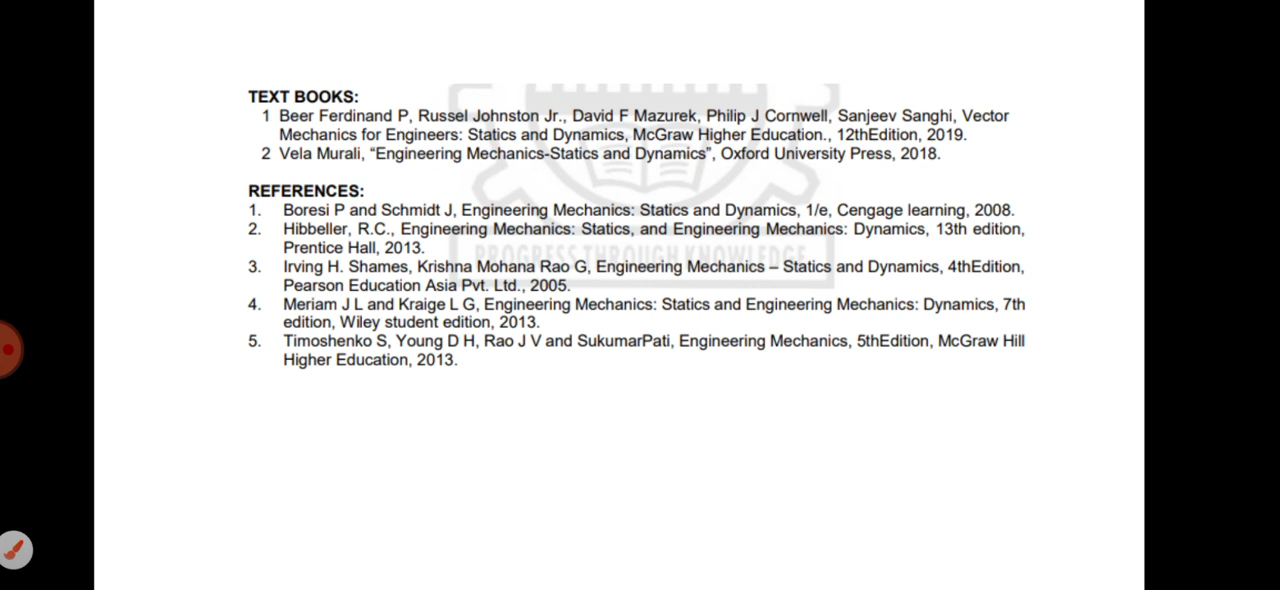 TEXT BOOKS:
1 Beer Ferdinand P, Russel Johnston Jr., David F Mazurek, Philip J Cornwell, Sanjeev Sanghi, Vector
Mechanics for Engineers: Statics and Dynamics, McGraw Higher Education., 12thEdition, 2019.
2 Vela Murali, “Engineering Mechanics-Statics and Dynamics”, Oxford University Press, 2018.
REFERENCES:
1. Boresi P and Schmidt J, Engineering Mechanics: Statics and Dynamics, 1/e, Cengage learning, 2008.
2. Hibbeller, R.C., Engineering Mechanics: Statics, and Engineering Mechanics: Dynamics, 13th edition,
Prentice Hall, 2013.
PROGRESS THROUGH KNOWLEDGE
3. Irving H. Shames, Krishna Mohana Rao G, Engineering Mechanics – Statics and Dynamics, 4thEdition,
Pearson Education Asia Pvt. Ltd., 2005.
4. Meriam J L and Kraige L G, Engineering Mechanics: Statics and Engineering Mechanics: Dynamics, 7th
edition, Wiley student edition, 2013.
5. Timoshenko S, Young D H, Rao J V and SukumarPati, Engineering Mechanics, 5thEdition, McGraw Hill
Higher Education, 2013.